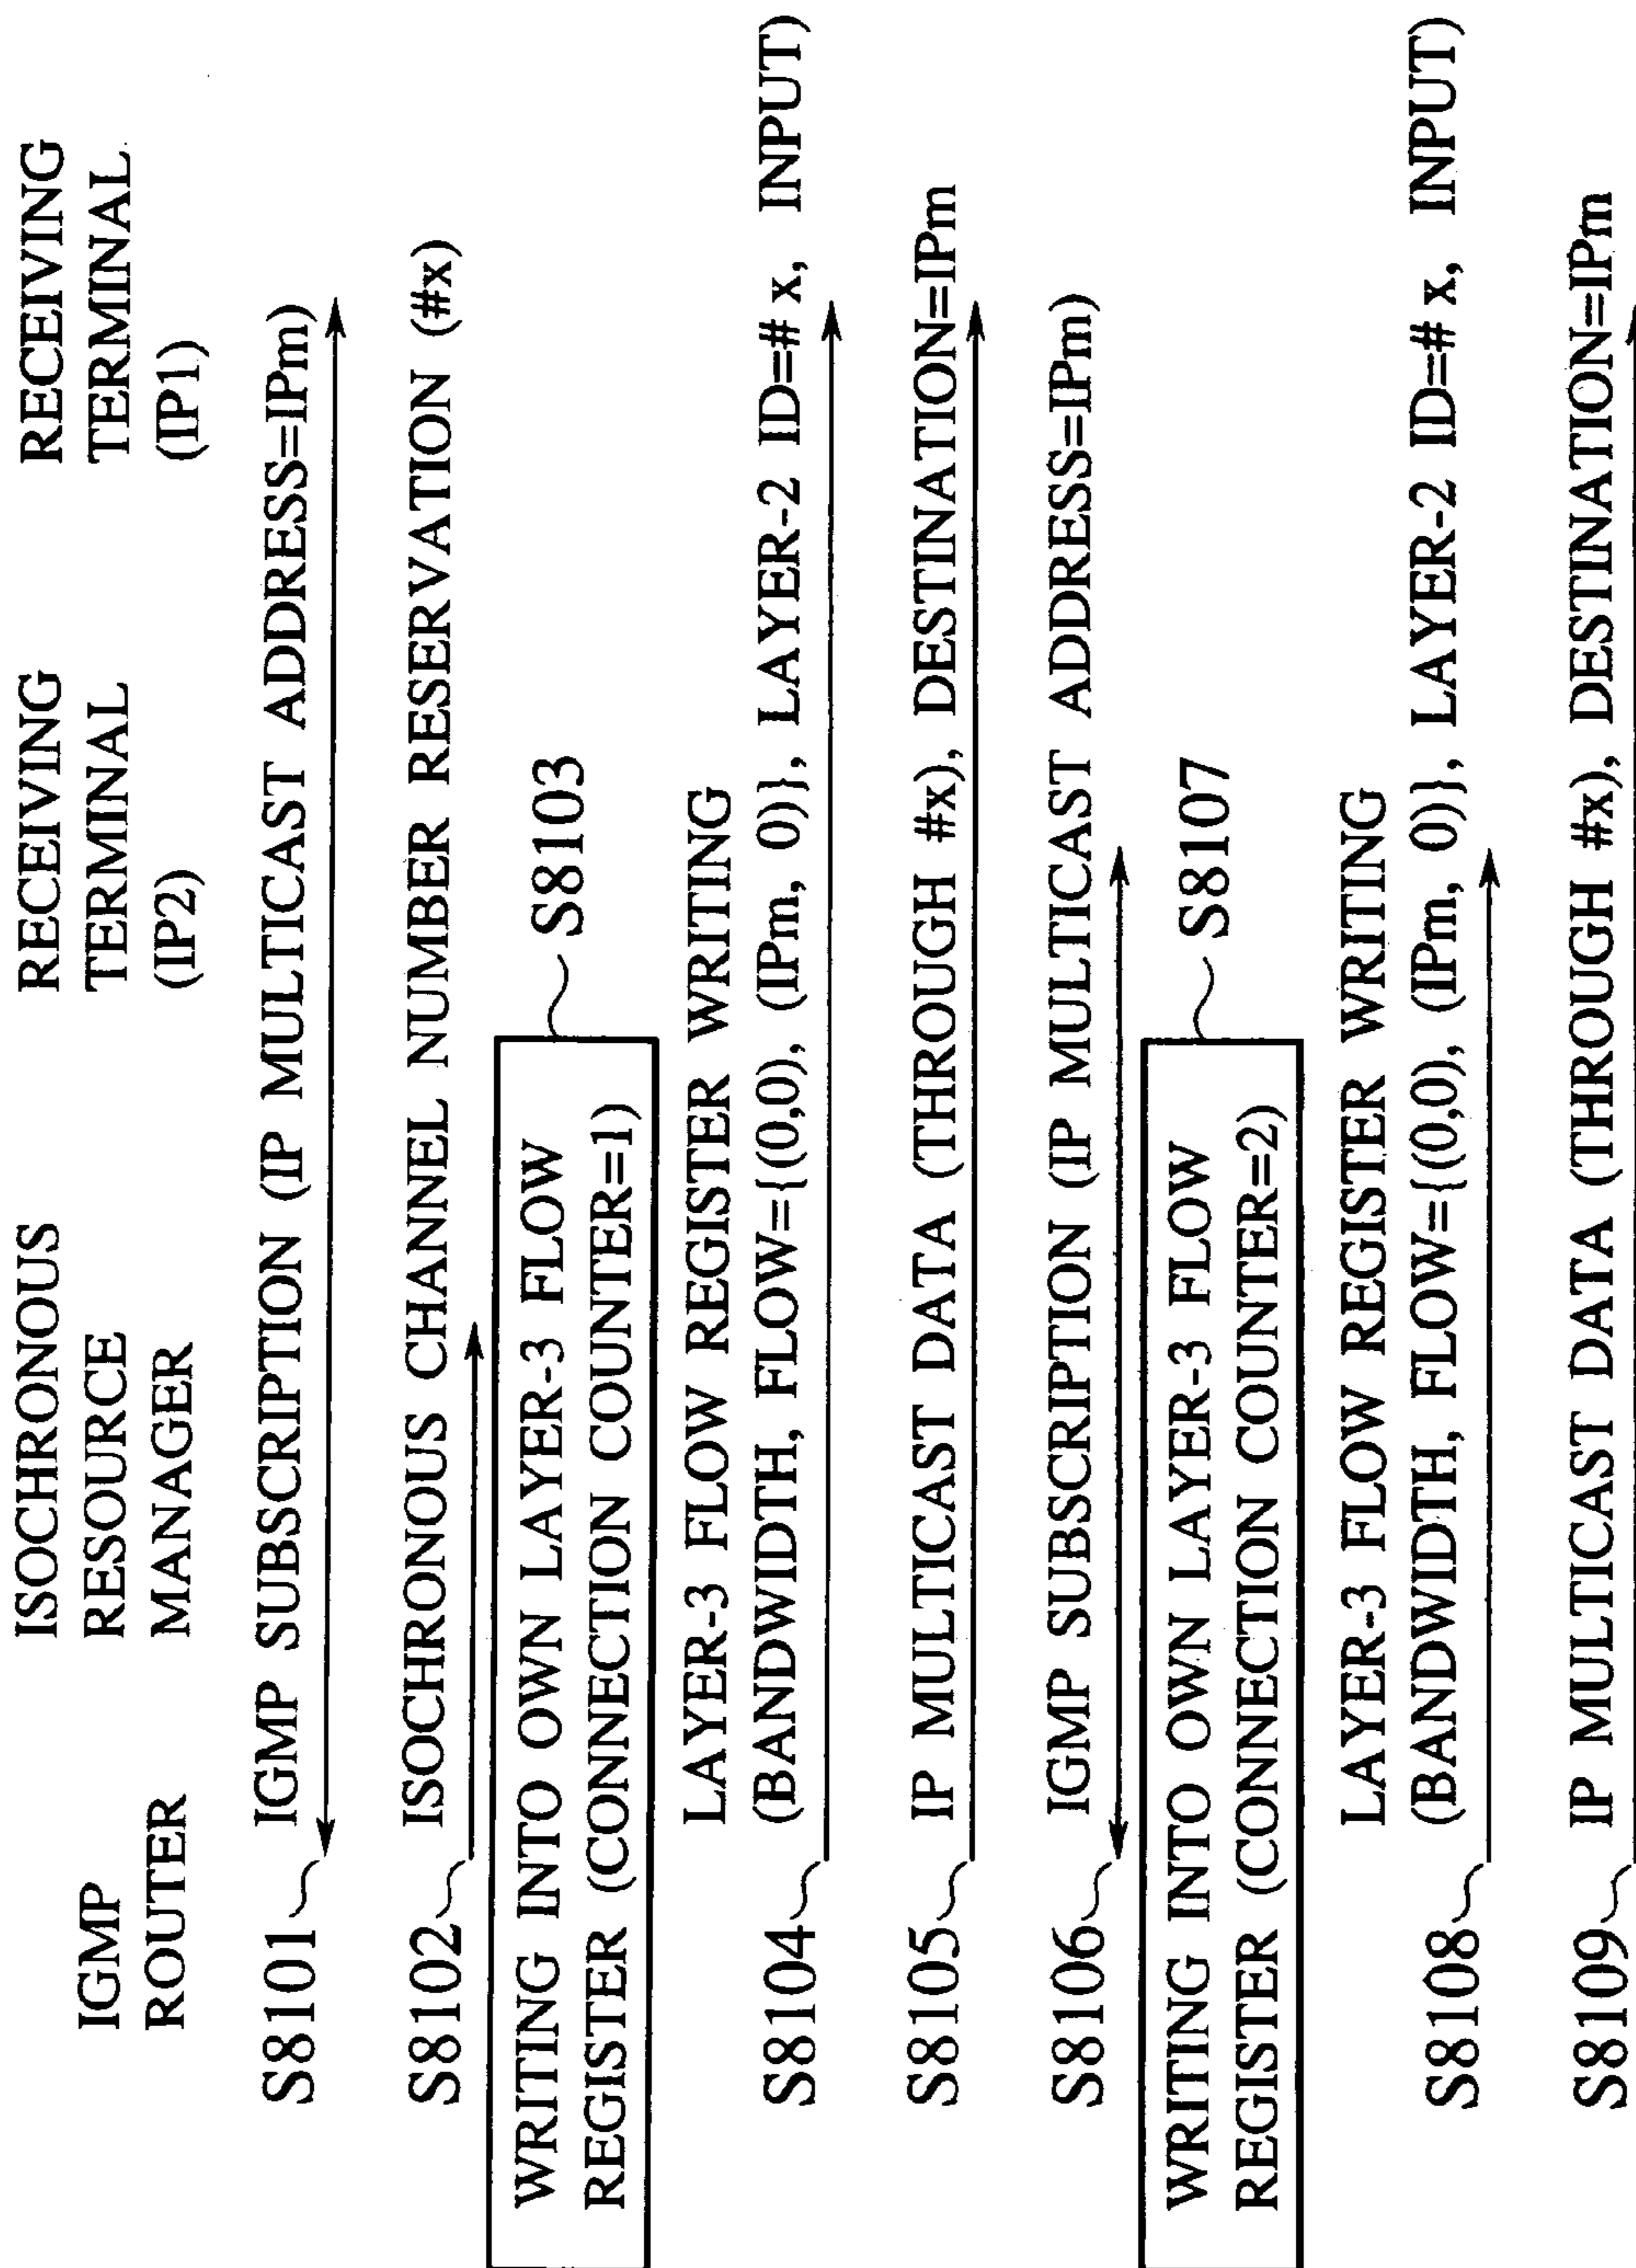 IGMP
ROUTER
ISOCHRONOUS
RESOURCE
MANAGER
RECEIVING
TERMINAL
(IP2)
RECEIVING
TERMINAL
(IP1)
S8101
IGMP SUBSCRIPTION (IP MULTICAST ADDRESS=IPm)
S8102
ISOCHRONOUS CHANNEL NUMBER RESERVATION (#x)
WRITING INTO OWN LAYER-3 FLOW
REGISTER (CONNECTION COUNTER=1)
S8103
LAYER-3 FLOW REGISTER WRITING
(BANDWIDTH, FLOW={(0,0), (IPm, 0)}, LAYER-2 ID=# x, INPUT)
S8104
IP MULTICAST DATA (THROUGH #x), DESTINATION=IPm
S8105
IGMP SUBSCRIPTION (IP MULTICAST ADDRESS=IPm)
S8106
WRITING INTO OWN LAYER-3 FLOW
REGISTER (CONNECTION COUNTER=2)
S8107
LAYER-3 FLOW REGISTER WRITING
(BANDWIDTH, FLOW={(0,0), (IPm, 0)}, LAYER-2 ID=# x, INPUT)
S8108
IP MULTICAST DATA (THROUGH #x), DESTINATION=IPm
S8109